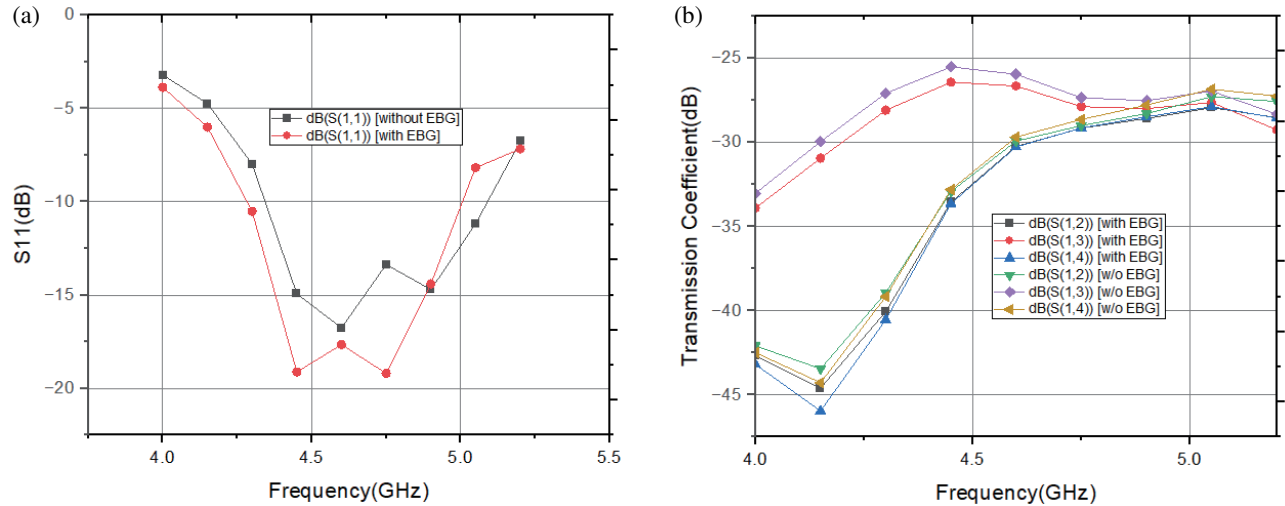 (a)
0
−5
−10
−15
−20
S11(dB)
dB(S(1,1)) [without EBG]
dB(S(1,1)) [with EBG]
4.0
4.5
5.0
5.5
Frequency(GHz)
(b)
−25
−30
−35
−40
−45
Transmission Coefficient(dB)
dB(S(1,2)) [with EBG]
dB(S(1,3)) [with EBG]
dB(S(1,4)) [with EBG]
dB(S(1,2)) [w/o EBG]
dB(S(1,3)) [w/o EBG]
dB(S(1,4)) [w/o EBG]
4.0
4.5
5.0
Frequency(GHz)